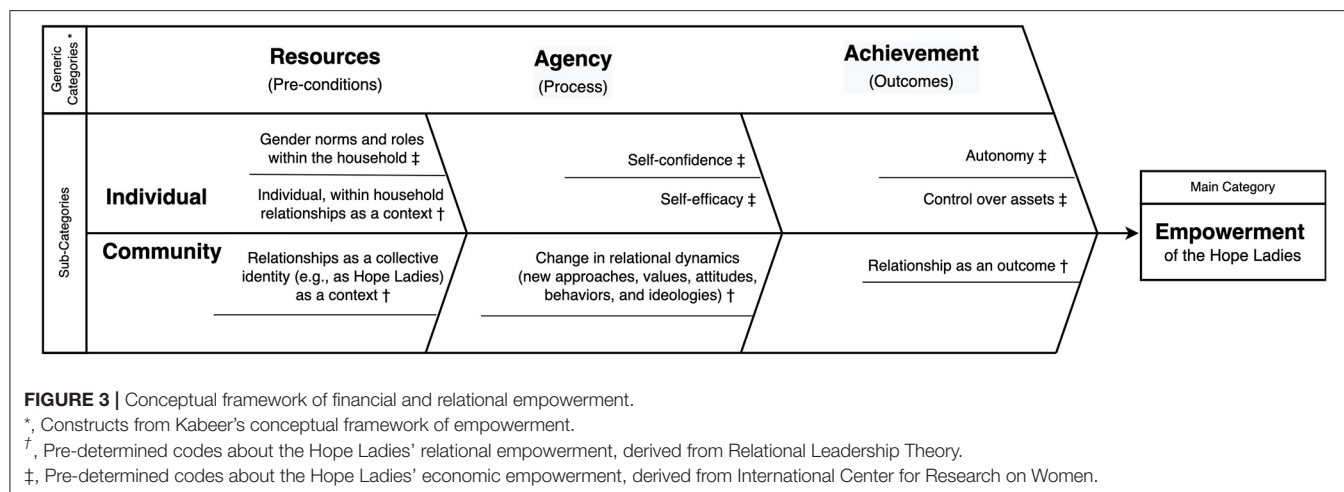 Generic
Categories *
Resources
(Pre-conditions)
Agency
(Process)
Achievement
(Outcomes)
Sub-Categories
Individual
Gender norms and roles
within the household ‡
Individual, within household
relationships as a context †
Self-confidence ‡
Self-efficacy ‡
Autonomy ‡
Control over assets ‡
Community
Relationships as a collective
identity (e.g., as Hope Ladies)
as a context †
Change in relational dynamics
(new approaches, values, attitudes,
behaviors, and ideologies) †
Relationship as an outcome †
Main Category
Empowerment
of the Hope Ladies
FIGURE 3 | Conceptual framework of financial and relational empowerment.
*, Constructs from Kabeer's conceptual framework of empowerment.
†, Pre-determined codes about the Hope Ladies' relational empowerment, derived from Relational Leadership Theory.
‡, Pre-determined codes about the Hope Ladies' economic empowerment, derived from International Center for Research on Women.